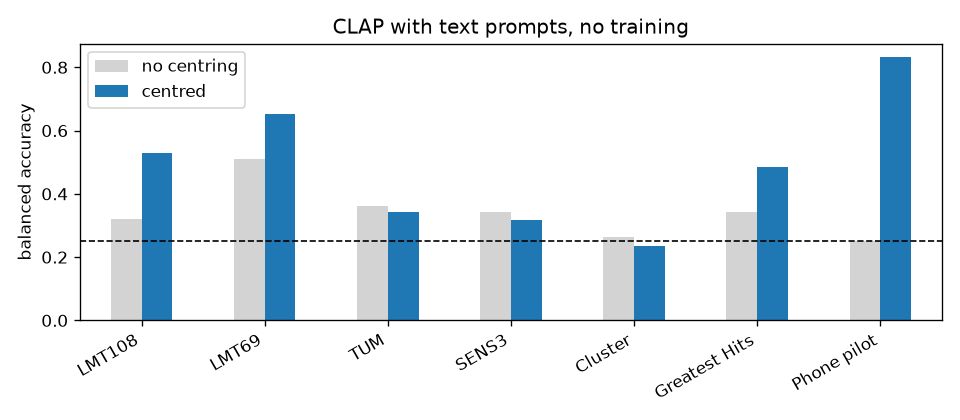 CLAP with text prompts, no training
no centring
centred
balanced accuracy
0.8
0.6
0.4
0.2
0.0
LMT108
LMT69
TUM
SENS3
Cluster
Greatest Hits
Phone pilot